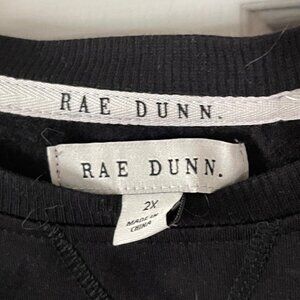 RAE DUNN.
RAE DUNN.
2X
MADE IN
CHINA